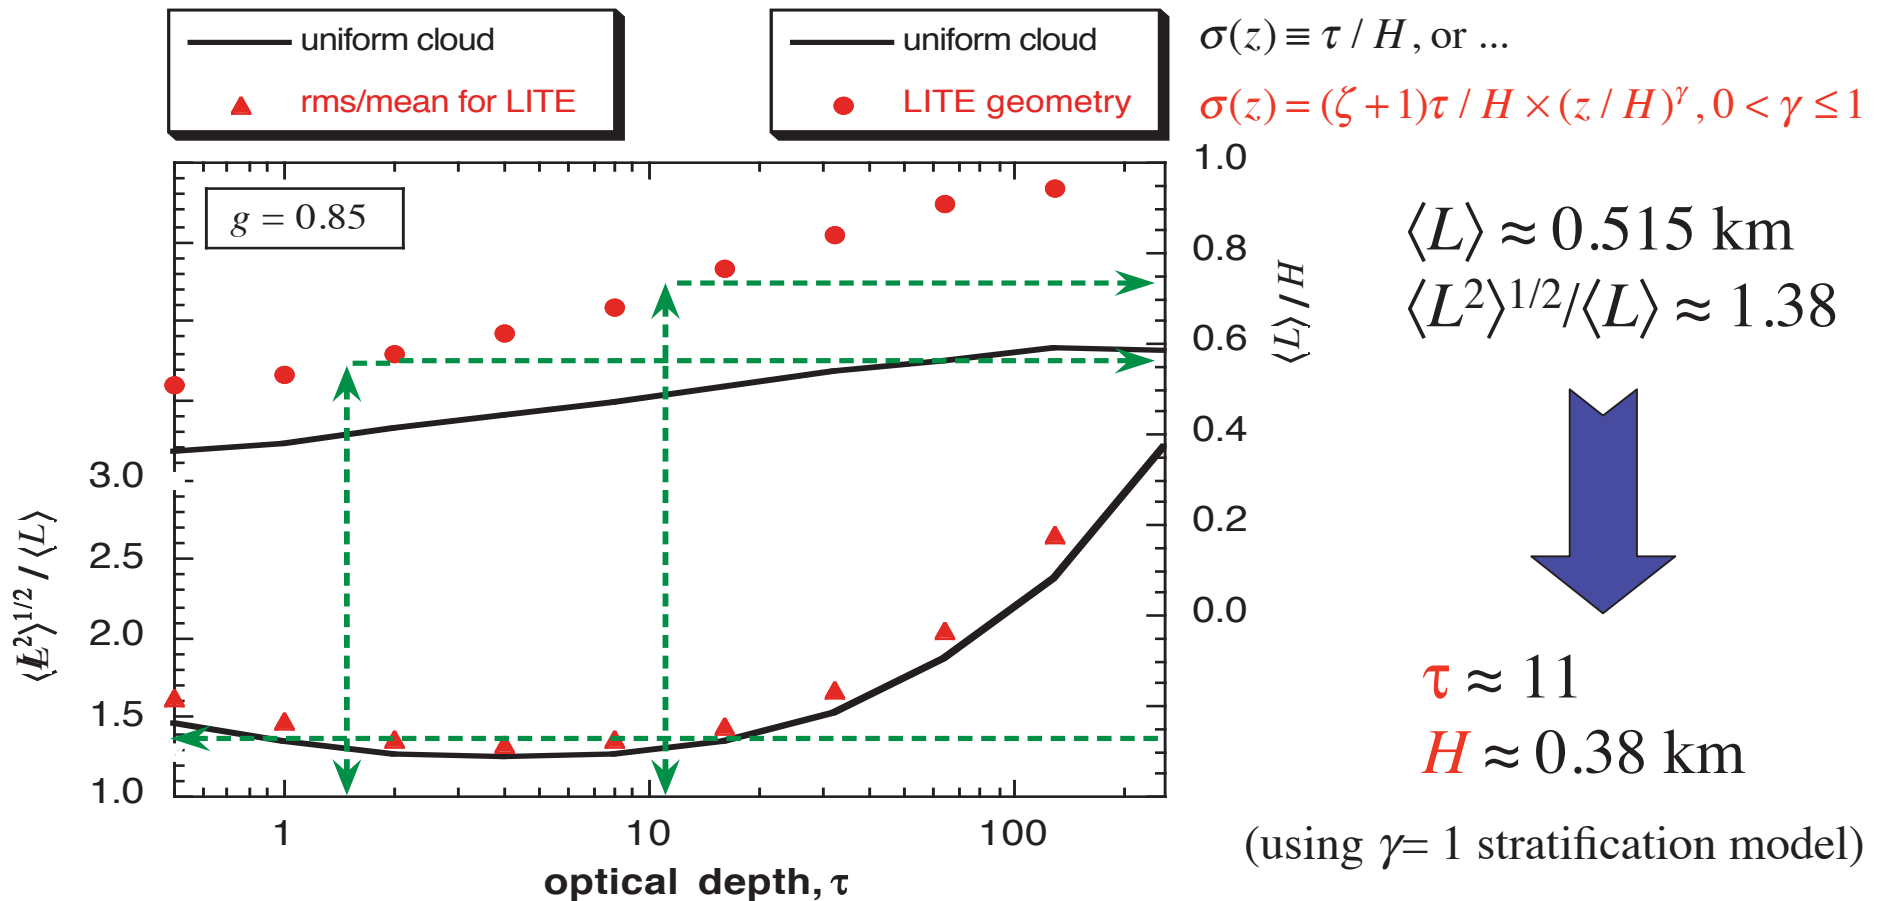 uniform cloud
rms/mean for LITE
uniform cloud
LITE geometry
σ(z) ≡ τ / H , or ...
σ(z) = (ζ + 1)τ / H × (z / H)^γ , 0 < γ ≤ 1
g = 0.85
1.0
0.8
0.6
0.4
0.2
0.0
⟨L⟩ / H
3.0
2.5
2.0
1.5
1.0
⟨L²⟩^1/2 / ⟨L⟩
1
10
100
optical depth, τ
⟨L⟩ ≈ 0.515 km
⟨L²⟩^1/2/⟨L⟩ ≈ 1.38
τ ≈ 11
H ≈ 0.38 km
(using γ= 1 stratification model)